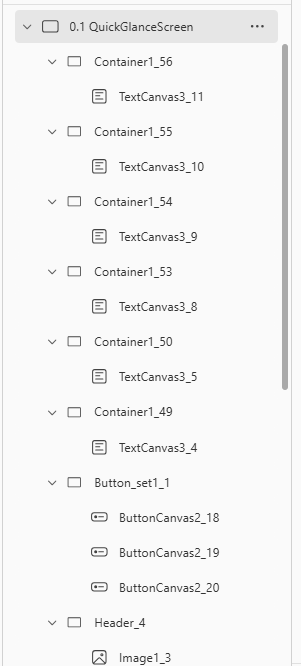 0.1 QuickGlanceScreen
Container1_56
TextCanvas3_11
Container1_55
TextCanvas3_10
Container1_54
TextCanvas3_9
Container1_53
TextCanvas3_8
Container1_50
TextCanvas3_5
Container1_49
TextCanvas3_4
Button_set1_1
ButtonCanvas2_18
ButtonCanvas2_19
ButtonCanvas2_20
Header_4
Image1_3